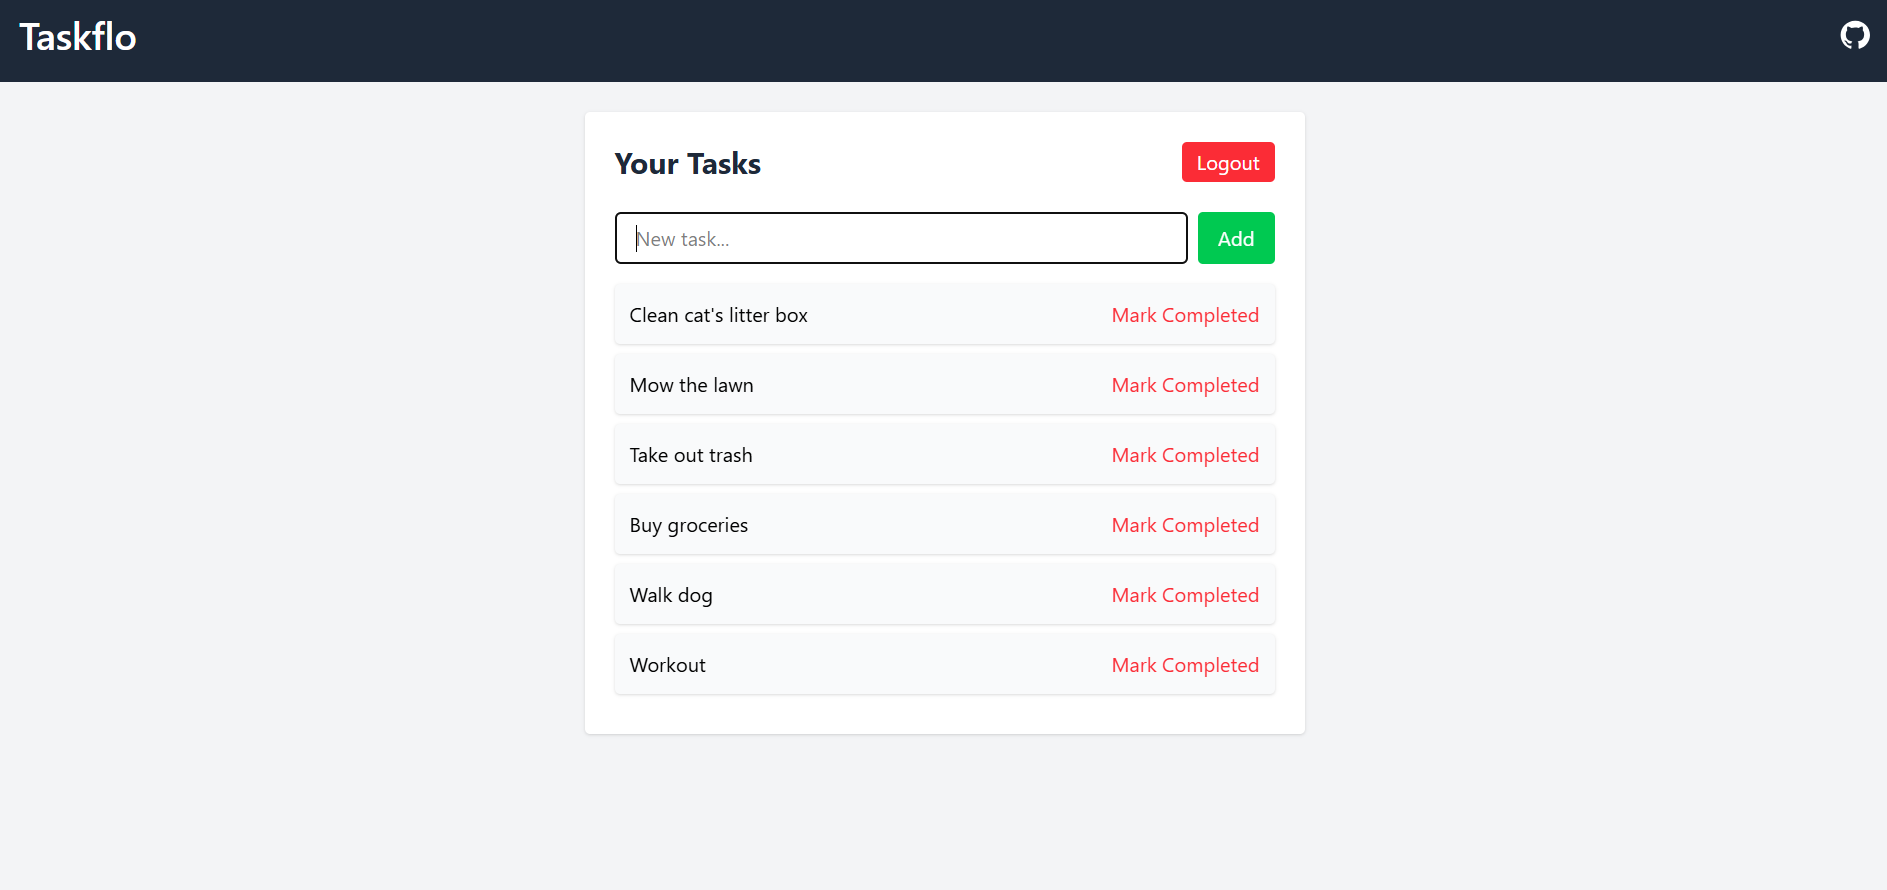 Taskflo
Your Tasks
Logout
New task...
Add
Clean cat's litter box
Mark Completed
Mow the lawn
Mark Completed
Take out trash
Mark Completed
Buy groceries
Mark Completed
Walk dog
Mark Completed
Workout
Mark Completed